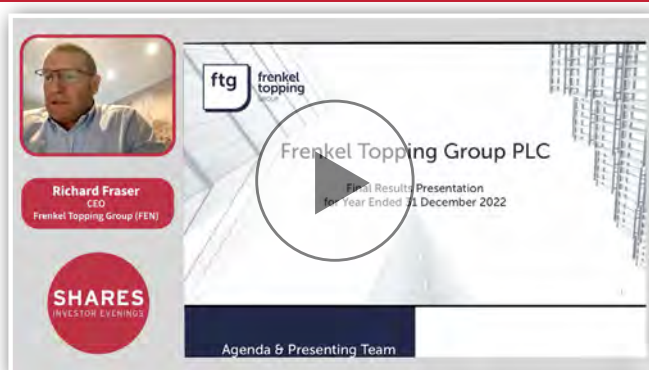 ftg
frenkel
topping
GROUP
Frenkel Topping Group PLC
Final Results Presentation
for Year Ended 31 December 2022
Richard Fraser
CEO
Frenkel Topping Group (FEN)
SHARES
INVESTOR EVENINGS
Agenda & Presenting Team